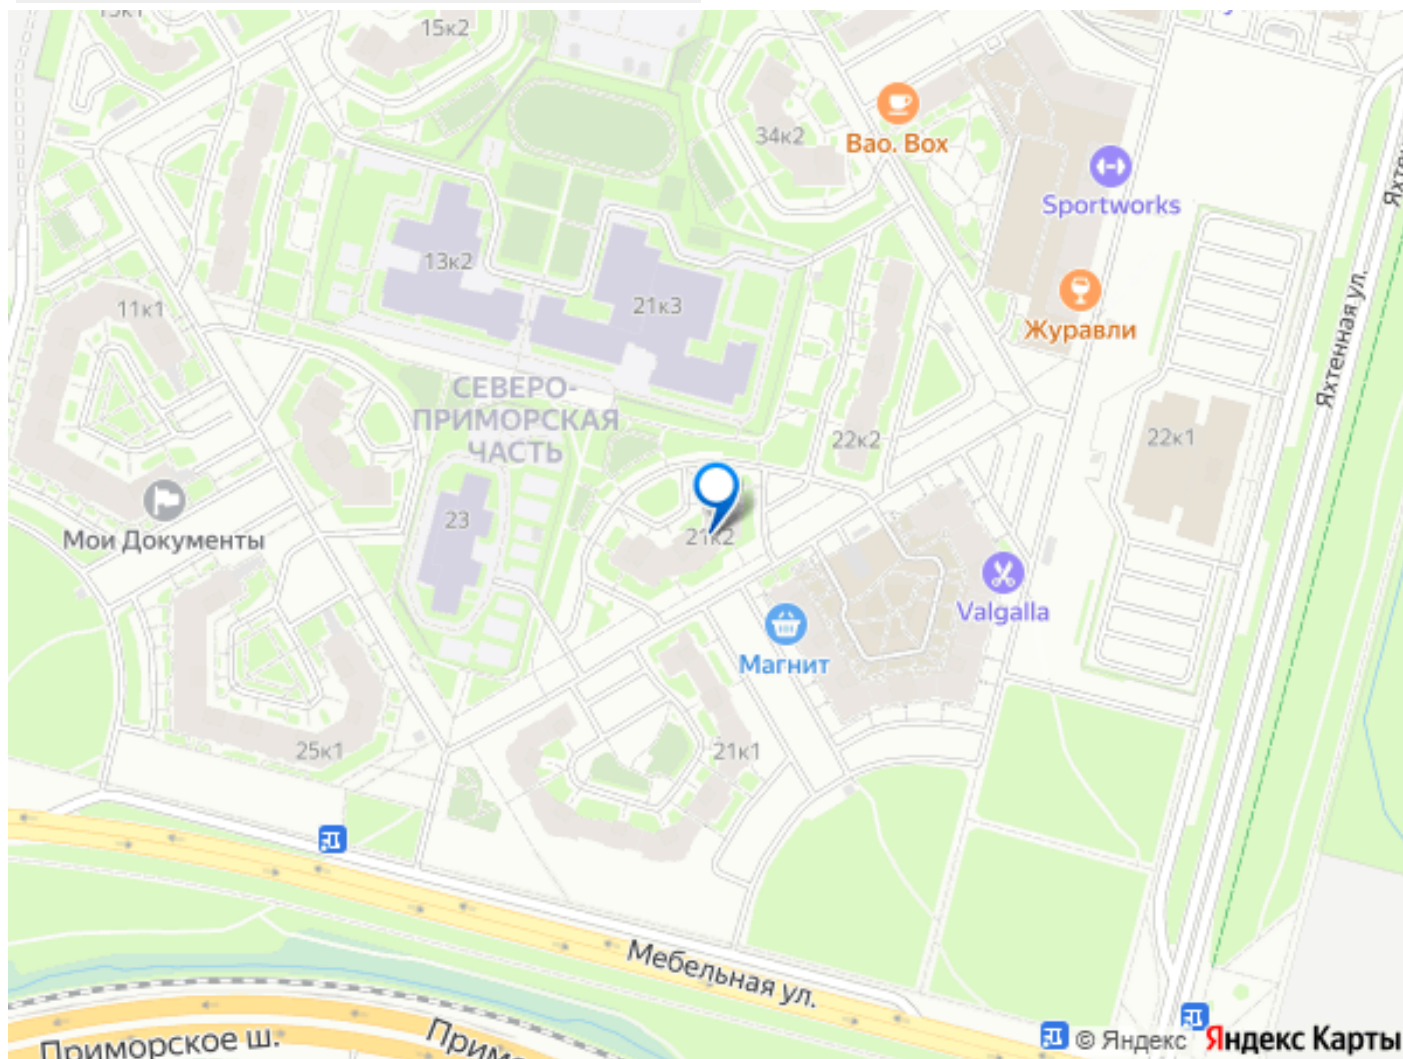 15к2
34к2
Bao. Box
Sportworks
13к2
21к3
11к1
Журавли
Яхтенная ул.
СЕВЕРО-
ПРИМОРСКАЯ
ЧАСТЬ
22к2
22к1
Мои Документы
23
21к2
Valgalla
Магнит
25к1
21к1
Мебельная ул.
Приморское ш.
© Яндекс Яндекс Карты